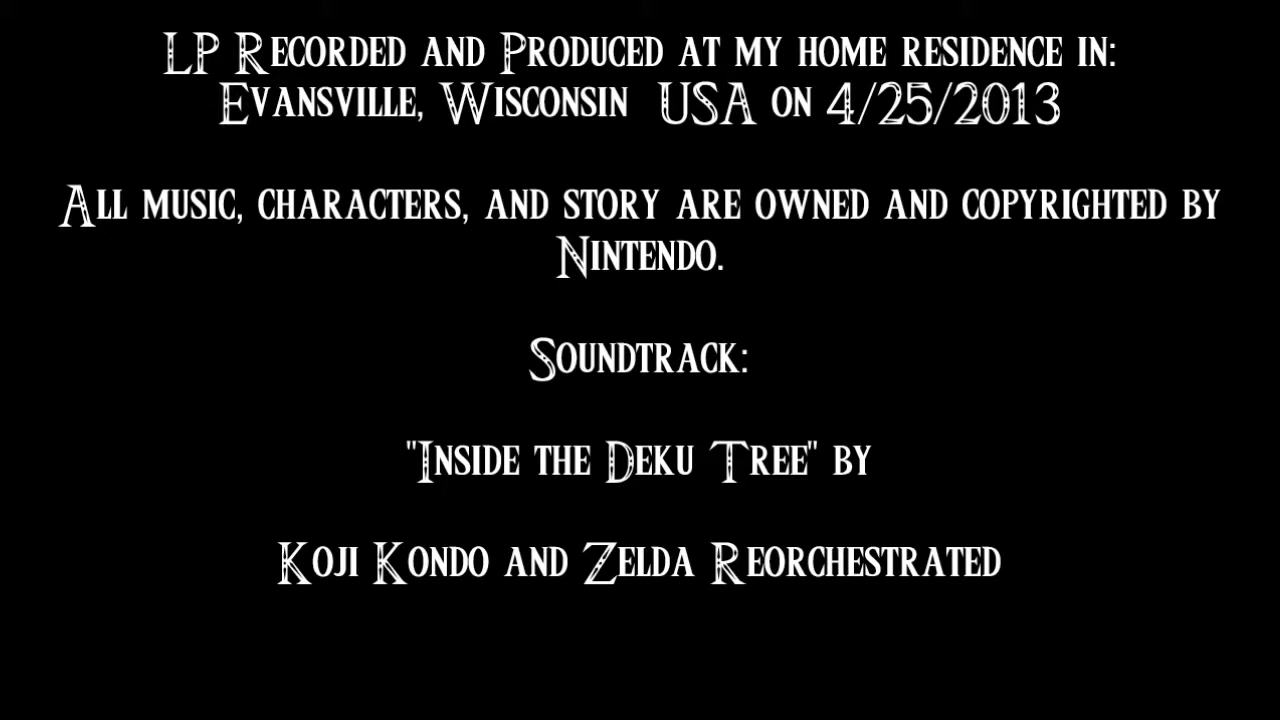 LP Recorded and Produced at my home residence in:
Evansville, Wisconsin  USA on 4/25/2013
All music, characters, and story are owned and copyrighted by
Nintendo.
Soundtrack:
"Inside the Deku Tree" by
Koji Kondo and Zelda Reorchestrated